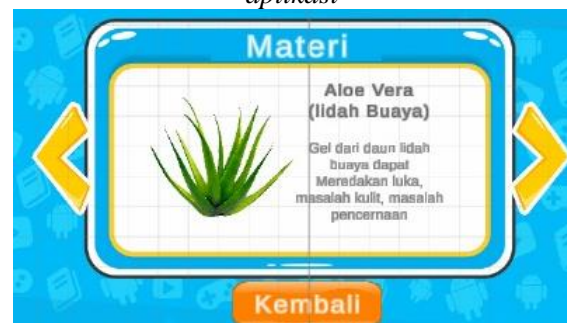 aplikasi
Materi
Aloe Vera
(lidah Buaya)
Gel dari daun lidah
buaya dapat
Meredakan luka,
masalah kulit, masalah
pencernaan
Kembali